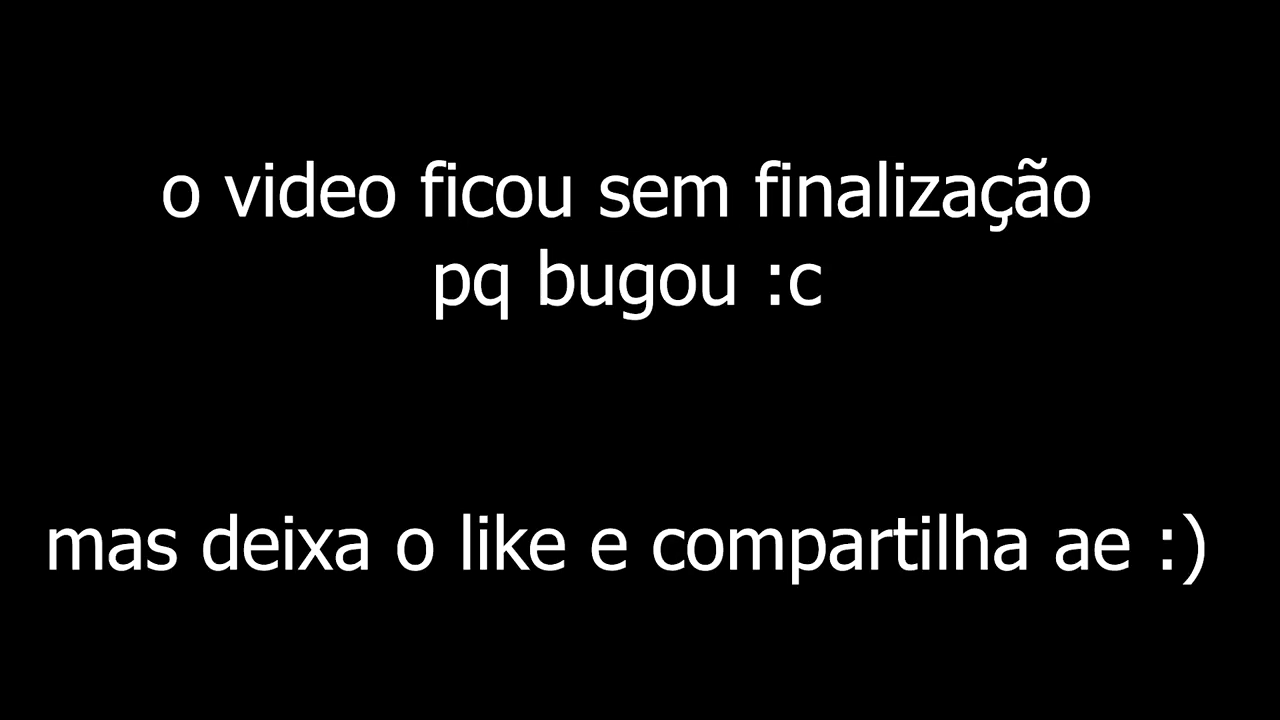 o video ficou sem finalização
pq bugou :c
mas deixa o like e compartilha ae :)